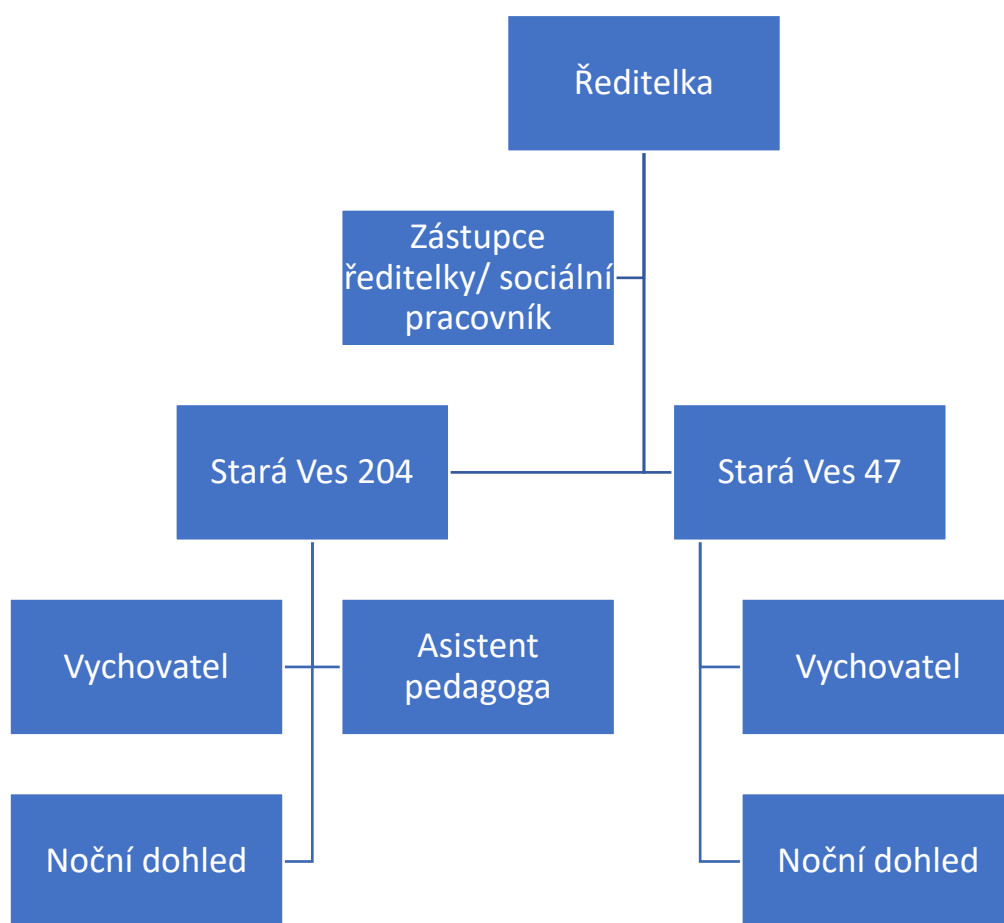 Ředitelka
Zástupce
ředitelky/ sociální
pracovník
Stará Ves 204
Stará Ves 47
Vychovatel
Asistent
pedagoga
Vychovatel
Noční dohled
Noční dohled